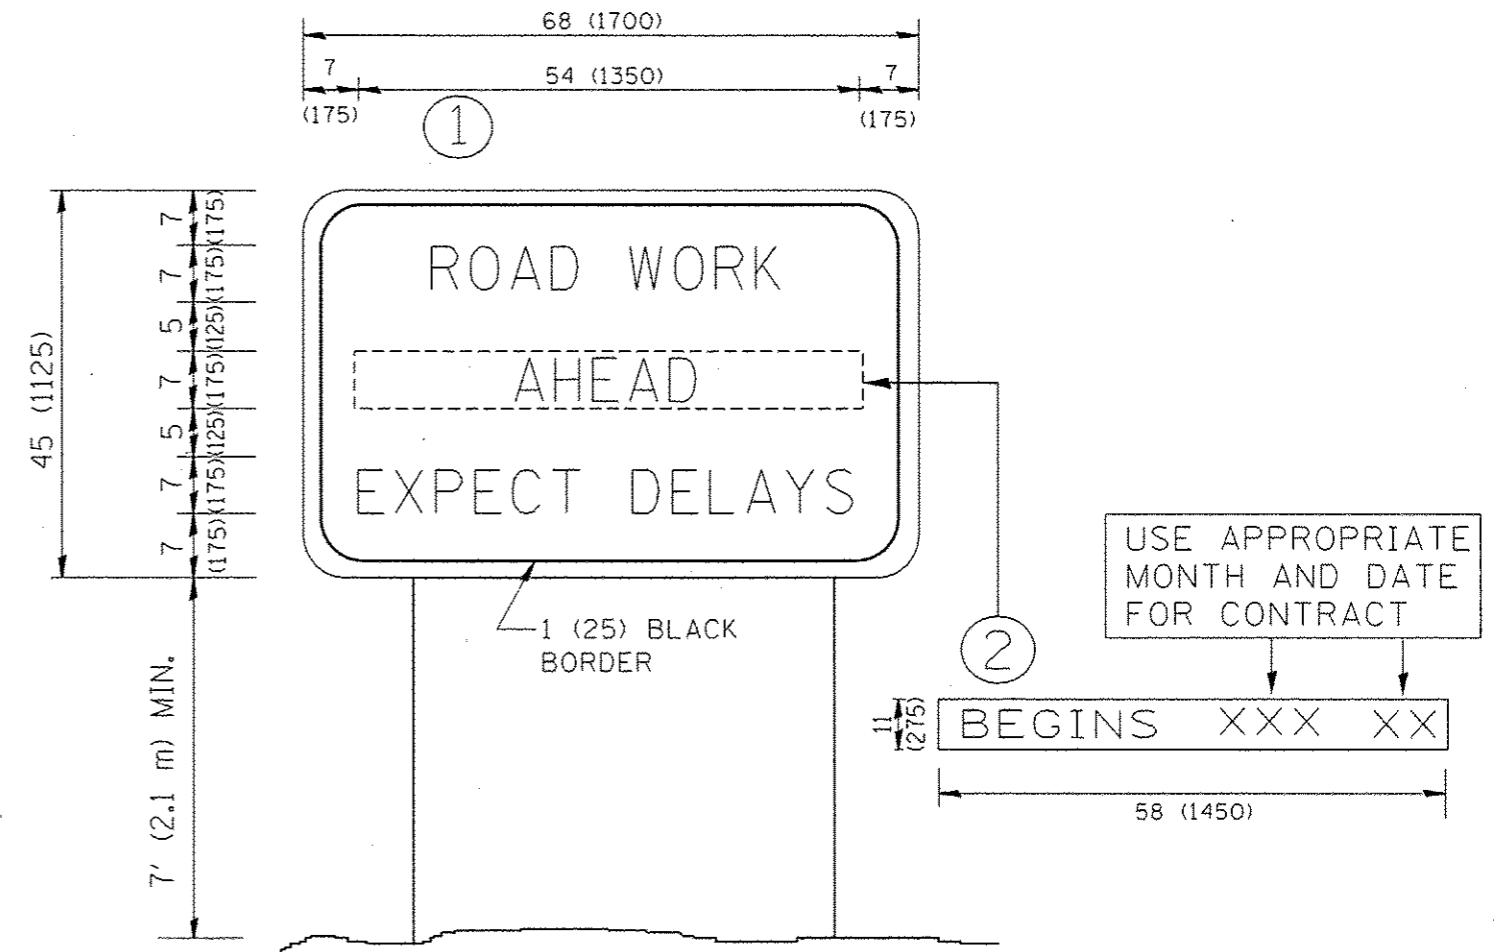 68 (1700)
7
54 (1350)
7
(175)
(175)
1
45 (1125)
7 (175)
7 (175)
5 (125)
7 (175)
5 (125)
7 (175)
7 (175)
ROAD WORK
AHEAD
EXPECT DELAYS
1 (25) BLACK
BORDER
7' (2.1 m) MIN.
USE APPROPRIATE
MONTH AND DATE
FOR CONTRACT
2
11
(275)
BEGINS XXX XX
58 (1450)